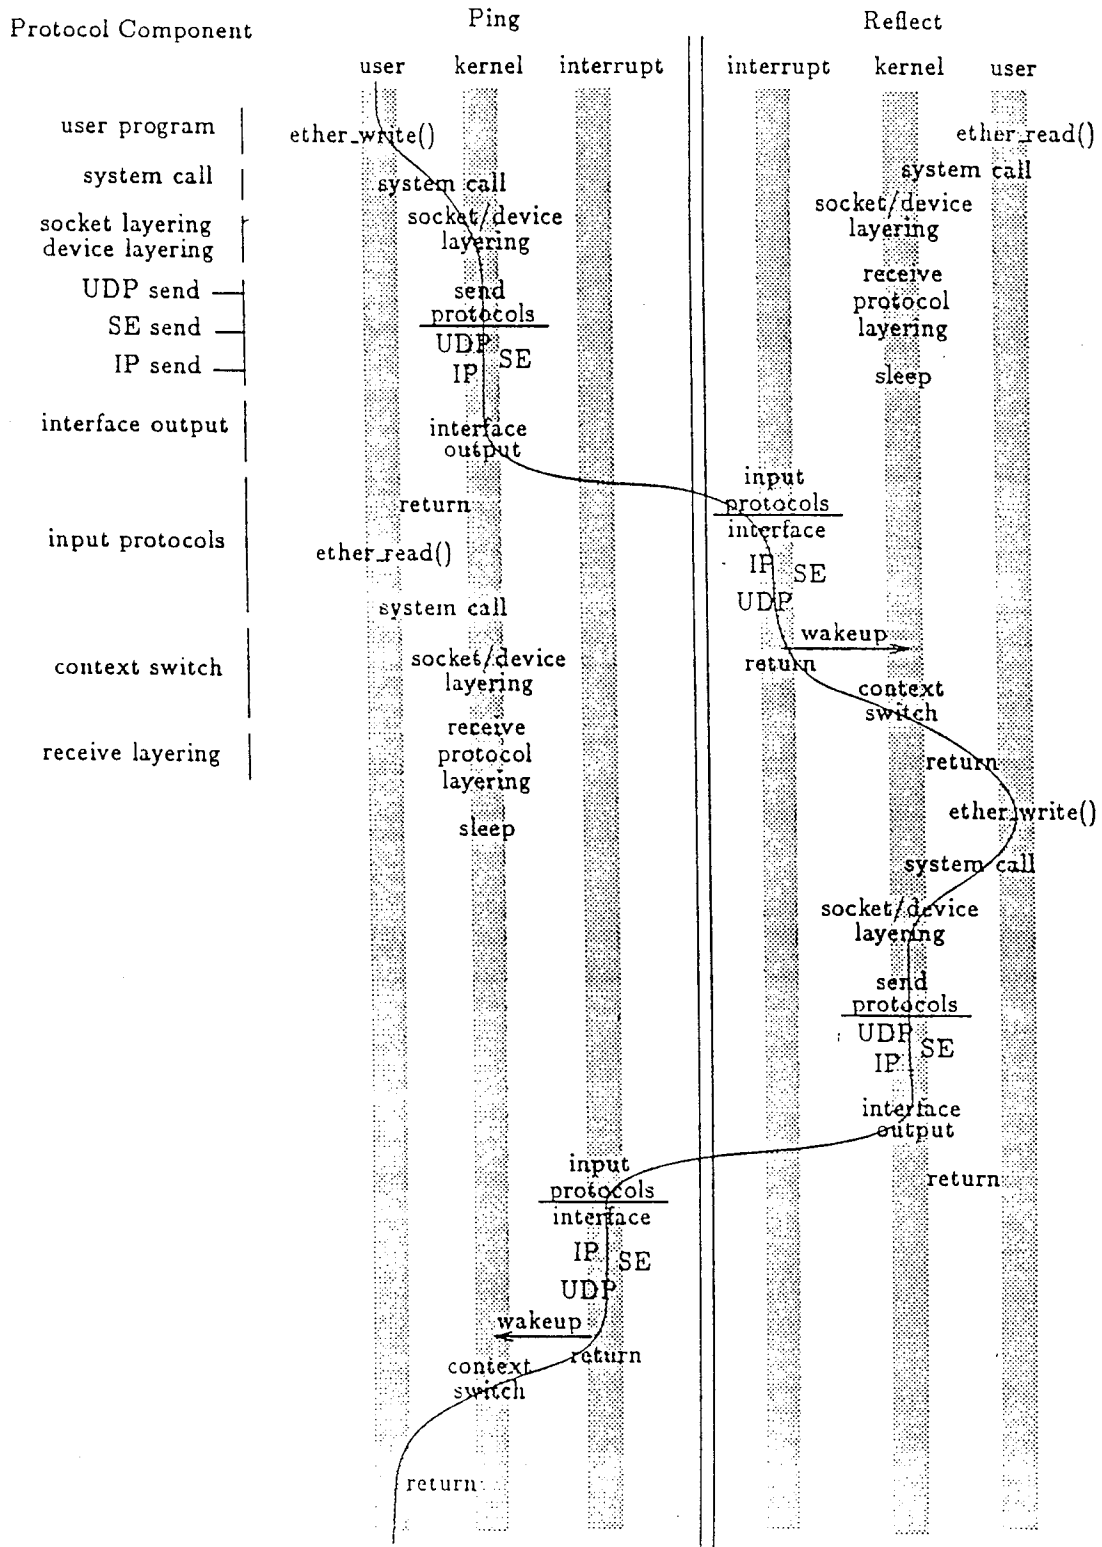 Protocol Component
Ping
Reflect
user kernel interrupt
interrupt kernel user
user program
system call
socket layering
device layering
UDP send
SE send
IP send
interface output
input protocols
context switch
receive layering
ether_write()
system call
socket/device
layering
send
protocols
UDP
SE
IP
interface
output
return
ether_read()
system call
socket/device
layering
receive
protocol
layering
sleep
input
protocols
interface
IP
SE
UDP
wakeup
return
context
switch
return
ether_read()
system call
socket/device
layering
receive
protocol
layering
sleep
input
protocols
interface
IP
SE
UDP
wakeup
return
context
switch
return
ether_write()
system call
socket/device
layering
send
protocols
UDP
SE
IP
interface
output
return